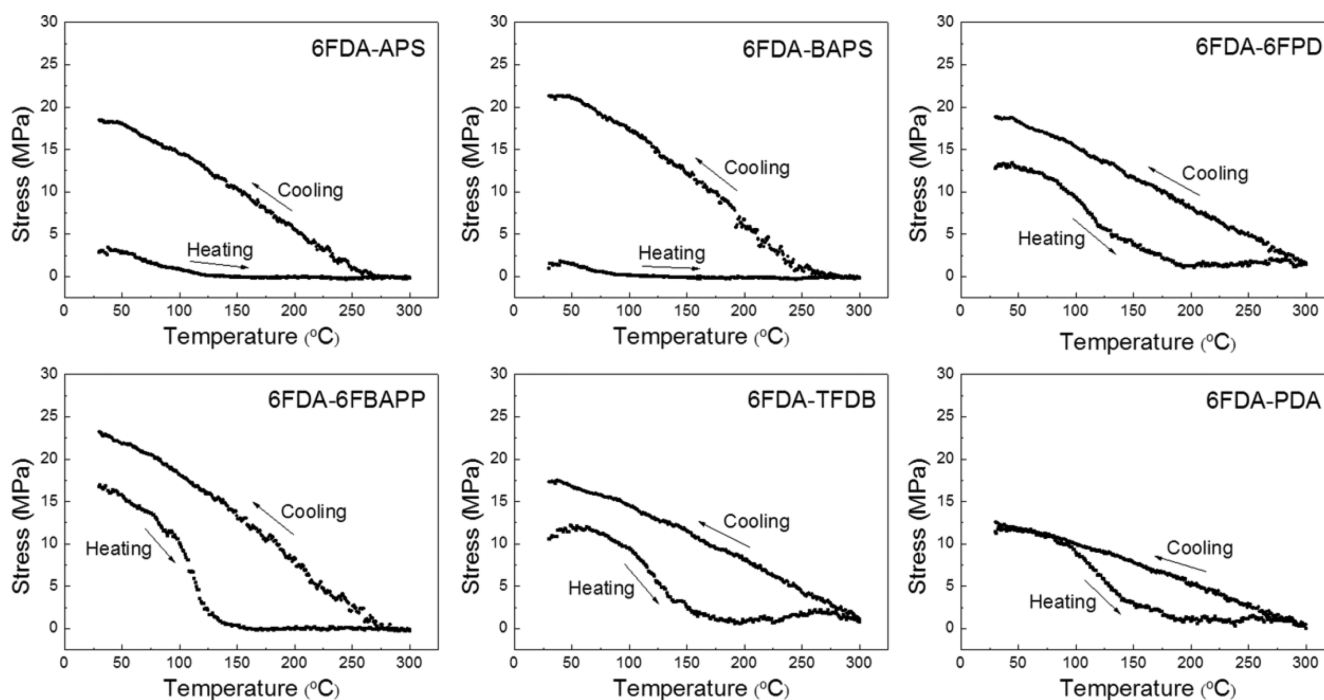 6FDA-APS
Stress (MPa)
30
25
20
15
10
5
0
Cooling
Heating
0 50 100 150 200 250 300
Temperature (°C)
6FDA-BAPS
Stress (MPa)
30
25
20
15
10
5
0
Cooling
Heating
0 50 100 150 200 250 300
Temperature (°C)
6FDA-6FPD
Stress (MPa)
30
25
20
15
10
5
0
Cooling
Heating
0 50 100 150 200 250 300
Temperature (°C)
6FDA-6FBAPP
Stress (MPa)
30
25
20
15
10
5
0
Cooling
Heating
0 50 100 150 200 250 300
Temperature (°C)
6FDA-TFDB
Stress (MPa)
30
25
20
15
10
5
0
Cooling
Heating
0 50 100 150 200 250 300
Temperature (°C)
6FDA-PDA
Stress (MPa)
30
25
20
15
10
5
0
Cooling
Heating
0 50 100 150 200 250 300
Temperature (°C)